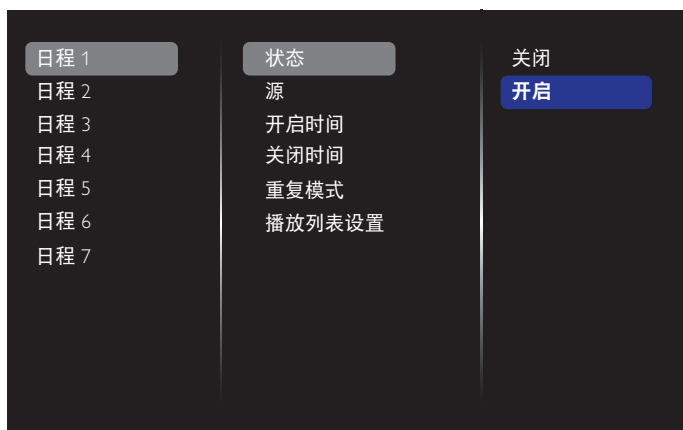 日程 1
日程 2
日程 3
日程 4
日程 5
日程 6
日程 7
状态
源
开启时间
关闭时间
重复模式
播放列表设置
关闭
开启